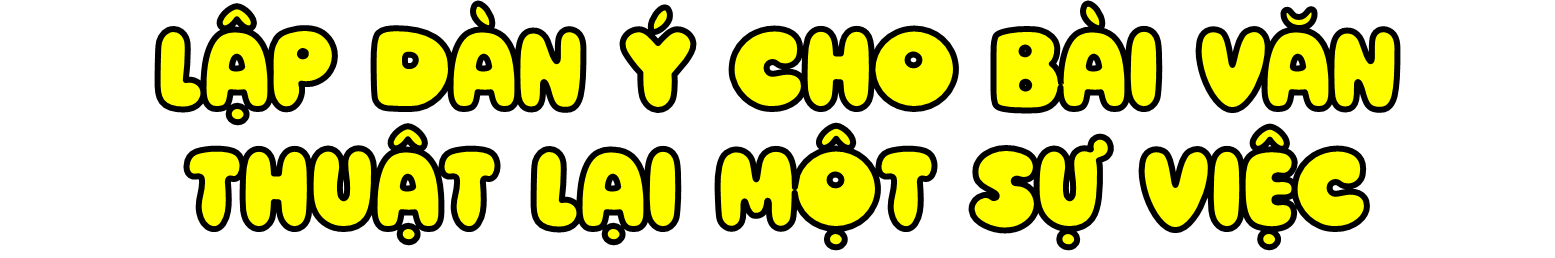 LẬP DÀN Ý CHO BÀI VĂN
THUẬT LẠI MỘT SỰ VIỆC